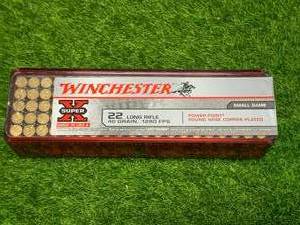 WINCHESTER
SUPER
X
SMALL GAME
22 LONG RIFLE
40 GRAIN, 1280 FPS
POWER-POINT
ROUND NOSE COPPER PLATED